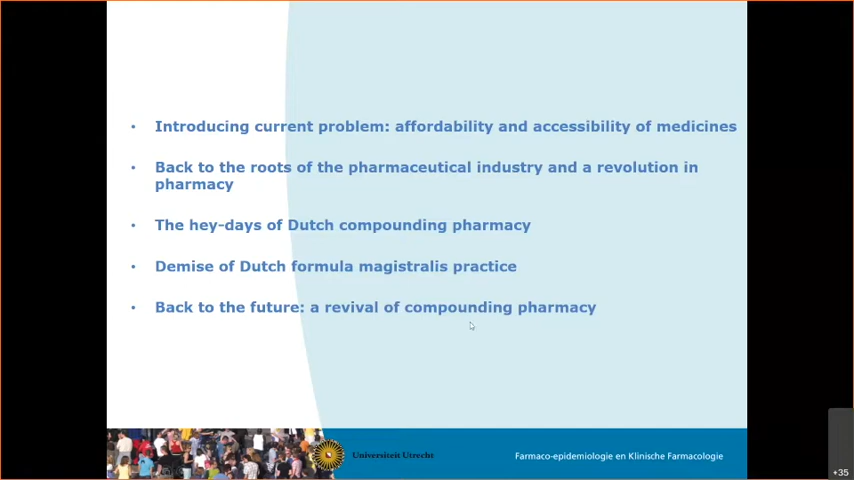 • Introducing current problem: affordability and accessibility of medicines
• Back to the roots of the pharmaceutical industry and a revolution in
pharmacy
• The hey-days of Dutch compounding pharmacy
• Demise of Dutch formula magistralis practice
• Back to the future: a revival of compounding pharmacy
Universiteit Utrecht
Farmaco-epidemiologie en Klinische Farmacologie
+35